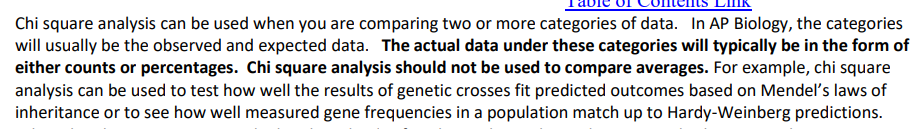 Table of Contents Link
Chi square analysis can be used when you are comparing two or more categories of data.   In AP Biology, the categories
will usually be the observed and expected data.   The actual data under these categories will typically be in the form of
either counts or percentages.  Chi square analysis should not be used to compare averages. For example, chi square
analysis can be used to test how well the results of genetic crosses fit predicted outcomes based on Mendel's laws of
inheritance or to see how well measured gene frequencies in a population match up to Hardy-Weinberg predictions.